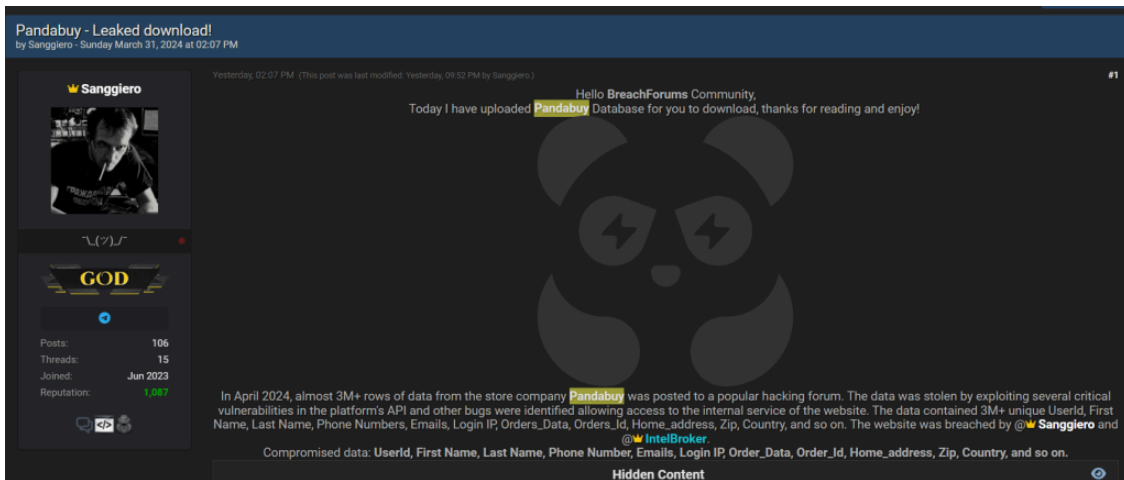 Pandabuy - Leaked download!
by Sanggiero - Sunday March 31, 2024 at 02:07 PM
Yesterday, 02:07 PM (This post was last modified: Yesterday, 09:52 PM by Sanggiero.)
#1
Sanggiero
¯\_(ツ)_/¯
GOD
Posts: 106
Threads: 15
Joined: Jun 2023
Reputation: 1,087
Hello BreachForums Community,
Today I have uploaded Pandabuy Database for you to download, thanks for reading and enjoy!
In April 2024, almost 3M+ rows of data from the store company Pandabuy was posted to a popular hacking forum. The data was stolen by exploiting several critical
vulnerabilities in the platform's API and other bugs were identified allowing access to the internal service of the website. The data contained 3M+ unique UserId, First
Name, Last Name, Phone Numbers, Emails, Login IP, Orders_Data, Orders_Id, Home_address, Zip, Country, and so on. The website was breached by @Sanggiero and
@IntelBroker.
Compromised data: UserId, First Name, Last Name, Phone Number, Emails, Login IP, Order_Data, Order_Id, Home_address, Zip, Country, and so on.
Hidden Content